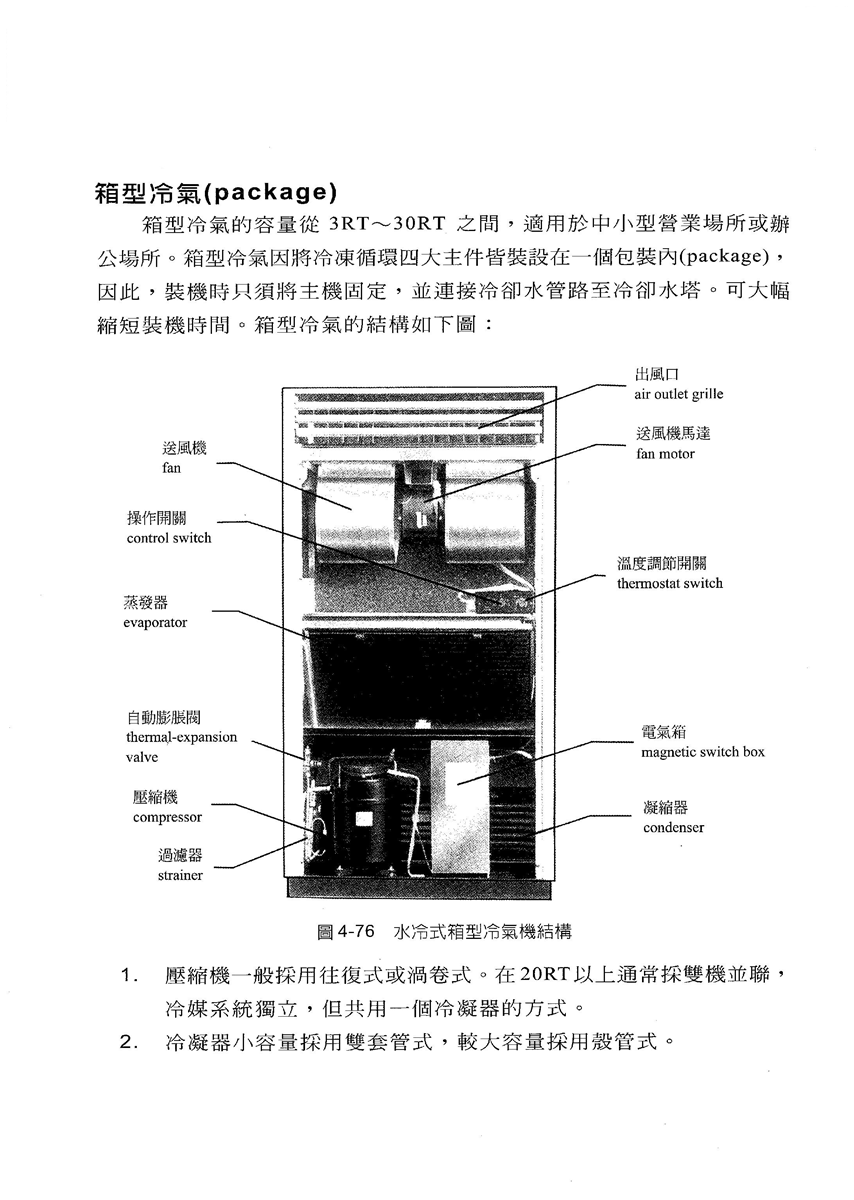 箱型冷氣(package)
箱型冷氣的容量從 3RT～30RT 之間，適用於中小型營業場所或辦
公場所。箱型冷氣因將冷凍循環四大主件皆裝設在一個包裝內(package)，
因此，裝機時只須將主機固定，並連接冷卻水管路至冷卻水塔。可大幅
縮短裝機時間。箱型冷氣的結構如下圖：
出風口
air outlet grille
送風機馬達
fan motor
送風機
fan
操作開關
control switch
溫度調節開關
thermostat switch
蒸發器
evaporator
自動膨脹閥
thermal-expansion
valve
電氣箱
magnetic switch box
壓縮機
compressor
凝縮器
condenser
過濾器
strainer
圖 4-76 水冷式箱型冷氣機結構
1. 壓縮機一般採用往復式或渦卷式。在 20RT 以上通常採雙機並聯，
冷媒系統獨立，但共用一個冷凝器的方式。
2. 冷凝器小容量採用雙套管式，較大容量採用殼管式。